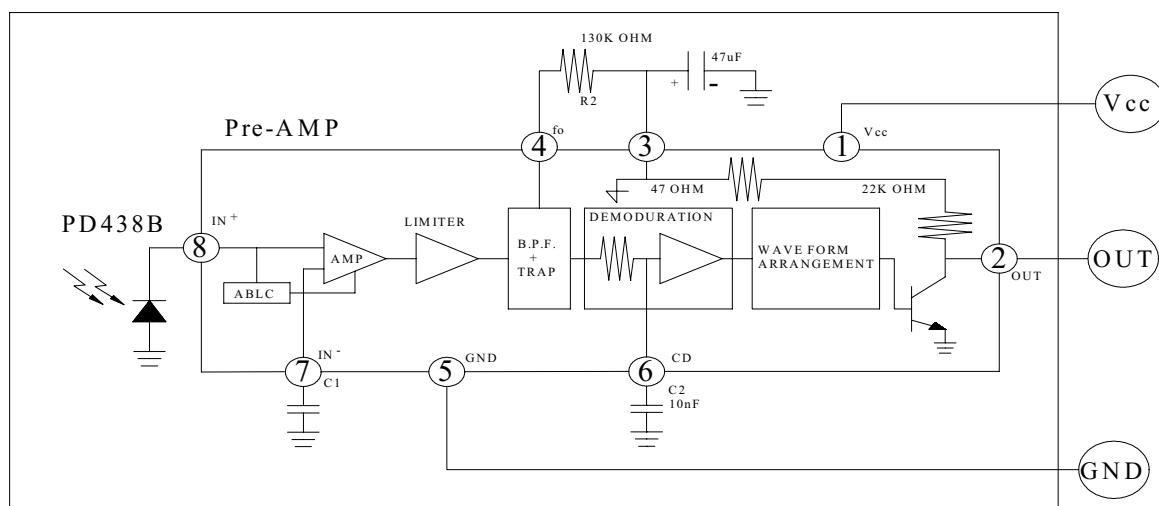 130K OHM
R2
47uF
+
-
Vcc
Pre-AMP
4
fo
3
1
Vcc
47 OHM
22K OHM
PD438B
8
IN+
LIMITER
AMP
ABLC
B.P.F.
+
TRAP
DEMODURATION
WAVE FORM
ARRANGEMENT
2
OUT
OUT
7
IN-
C1
5
GND
6
CD
C2
10nF
GND